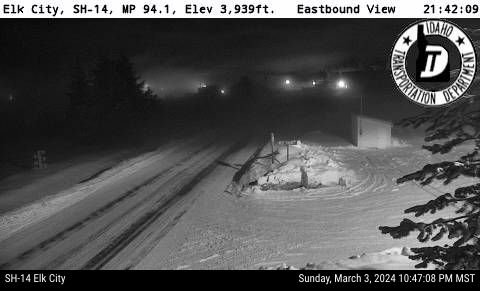 Elk City, SH-14, MP 94.1, Elev 3,939ft. Eastbound View 21:42:09
IDAHO
TRANSPORTATION DEPARTMENT
SH-14 Elk City
Sunday, March 3, 2024 10:47:08 PM MST